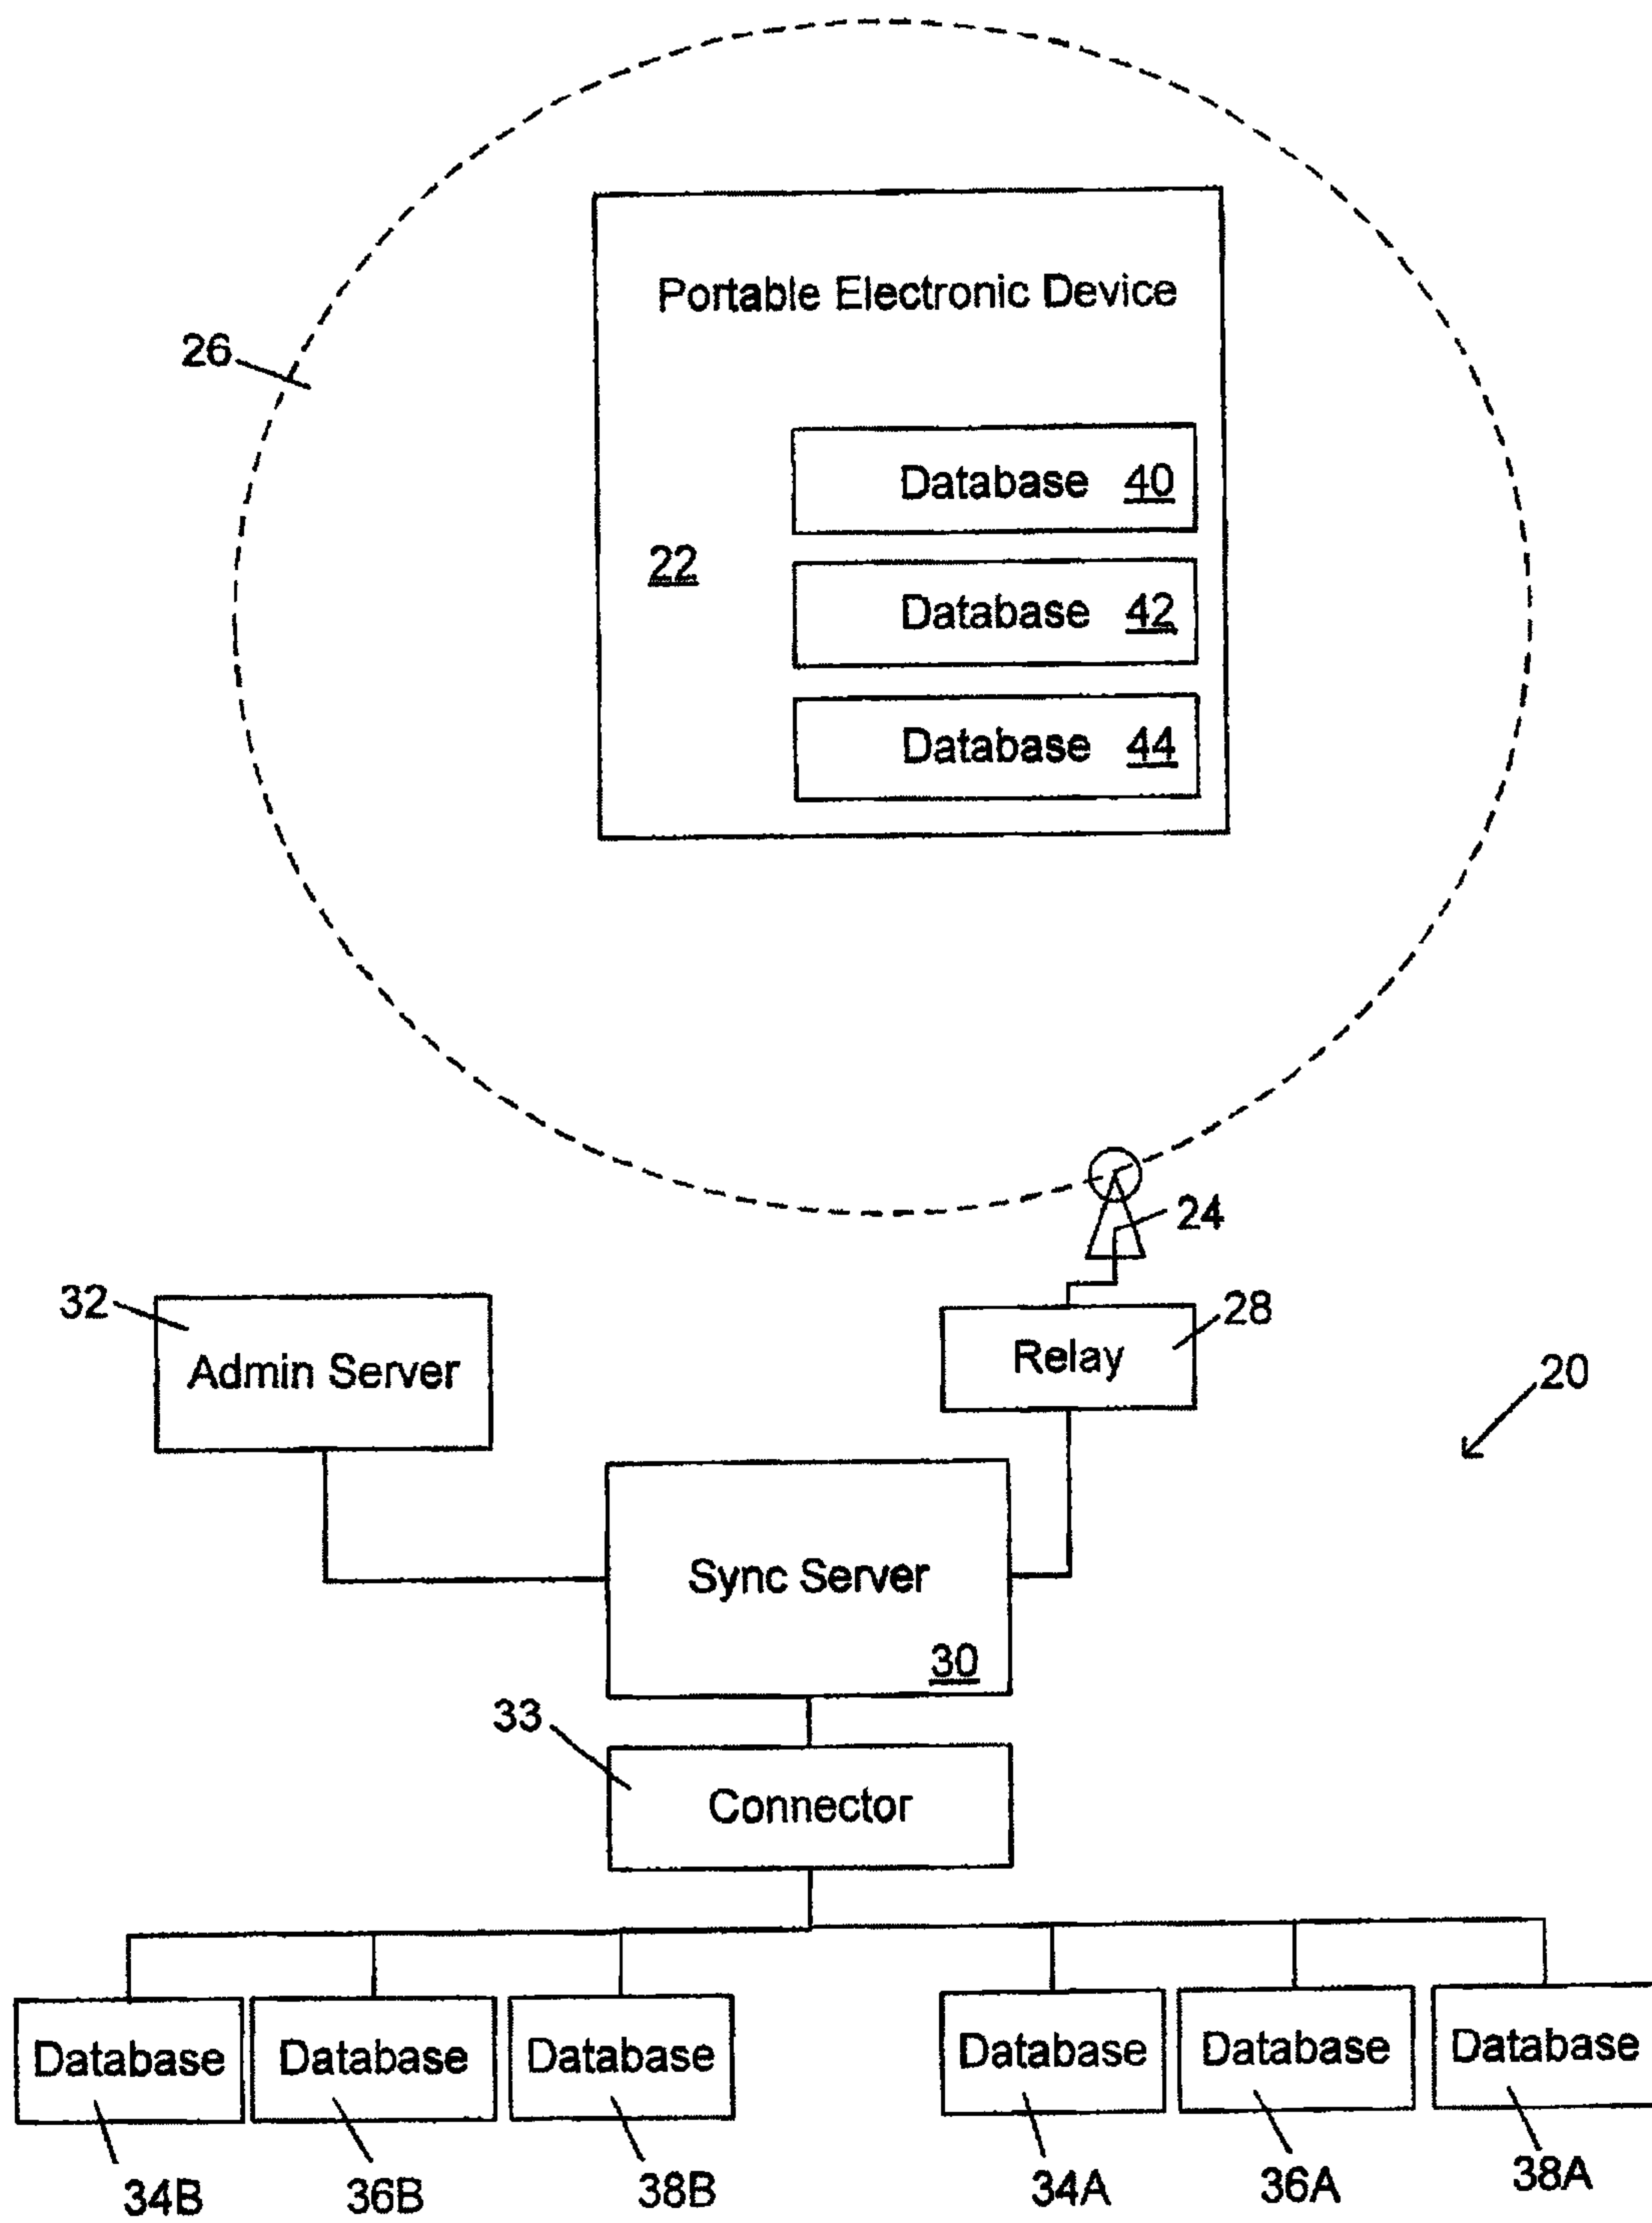 Portable Electronic Device
26
Database 40
22
Database 42
Database 44
24
32
Admin Server
28
Relay
20
Sync Server
30
33
Connector
Database
Database
Database
Database
Database
Database
34B
36B
38B
34A
36A
38A